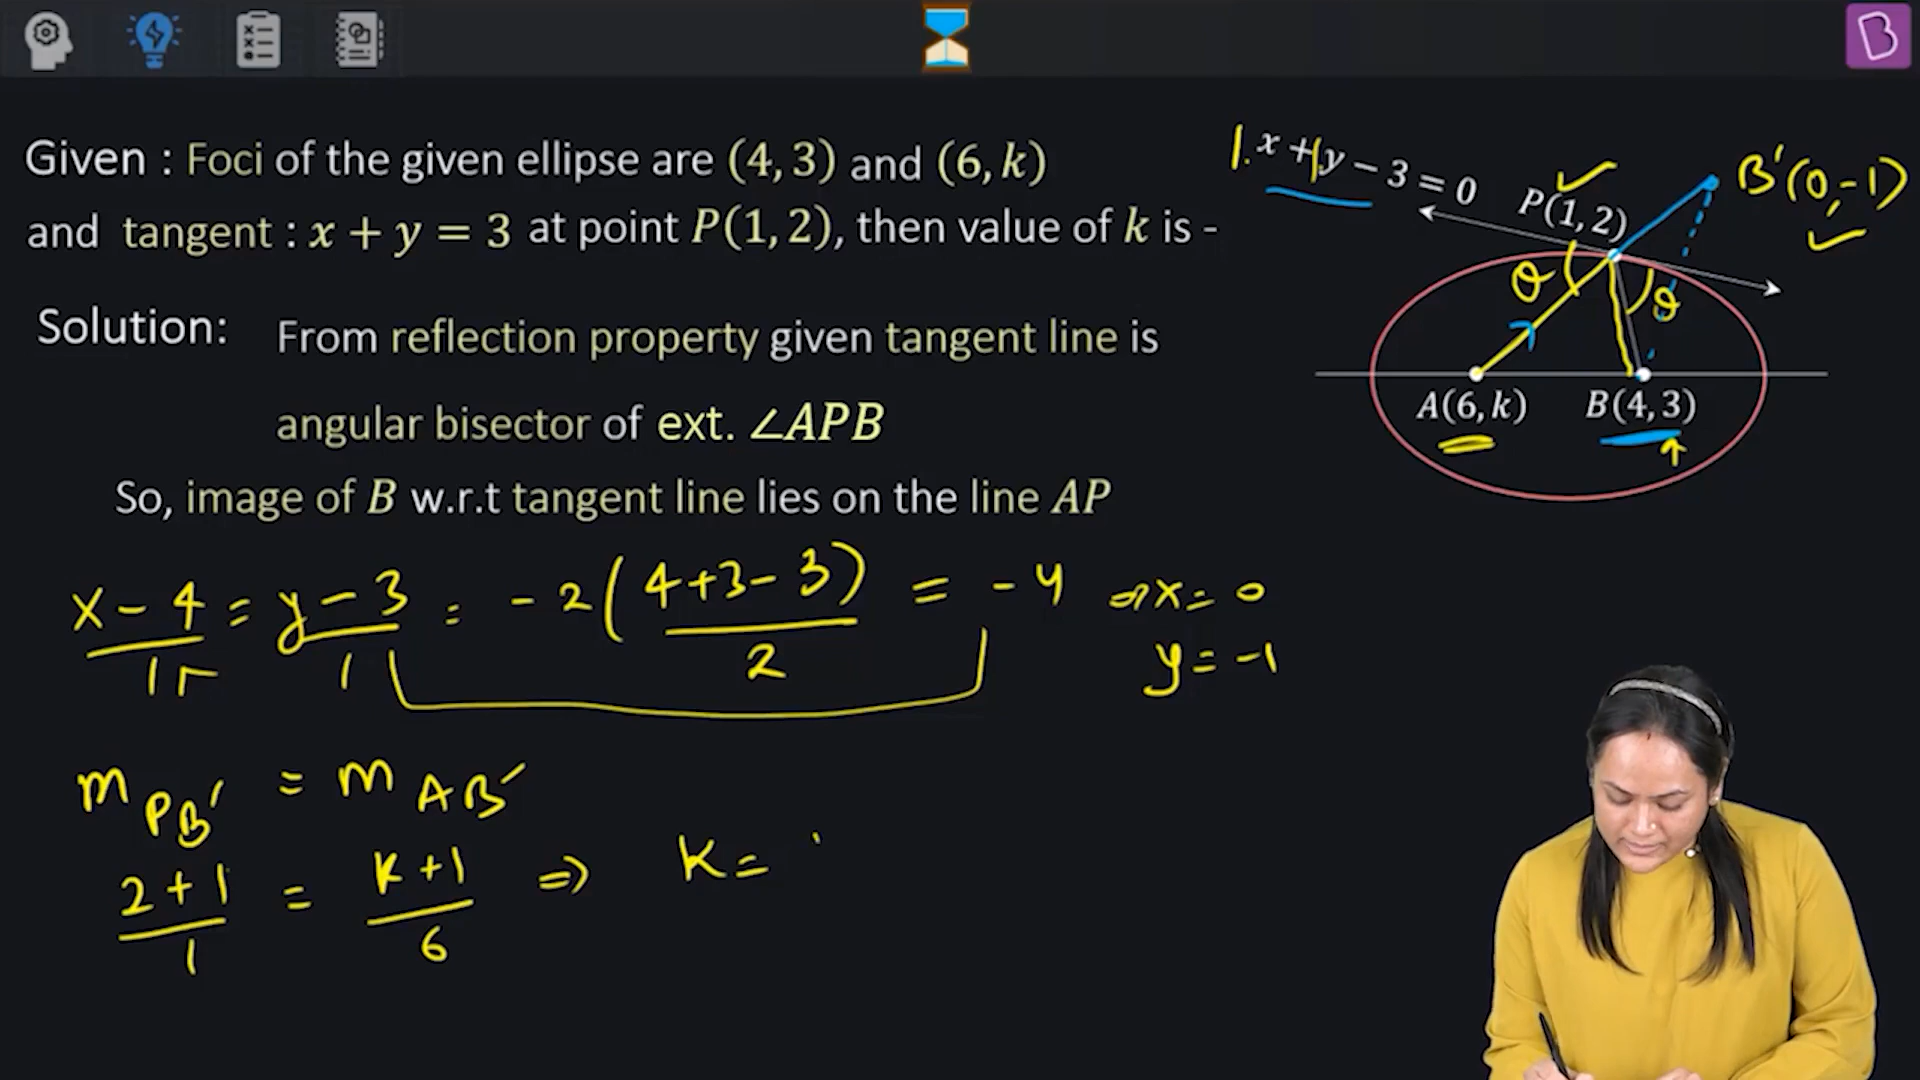 Given : Foci of the given ellipse are (4, 3) and (6, k)
and tangent : x + y = 3 at point P(1, 2), then value of k is -
1.x + 1.y − 3 = 0
P(1, 2)
B'(0, -1)
θ
θ
A(6, k)
B(4, 3)
Solution:
From reflection property given tangent line is
angular bisector of ext. ∠APB
So, image of B w.r.t tangent line lies on the line AP
(x - 4)/1 = (y - 3)/1 = -2(4+3-3)/2 = -4 ⇒ x = 0
y = -1
m PB' = m AB'
(2+1)/1 = (k+1)/6 ⇒ k =